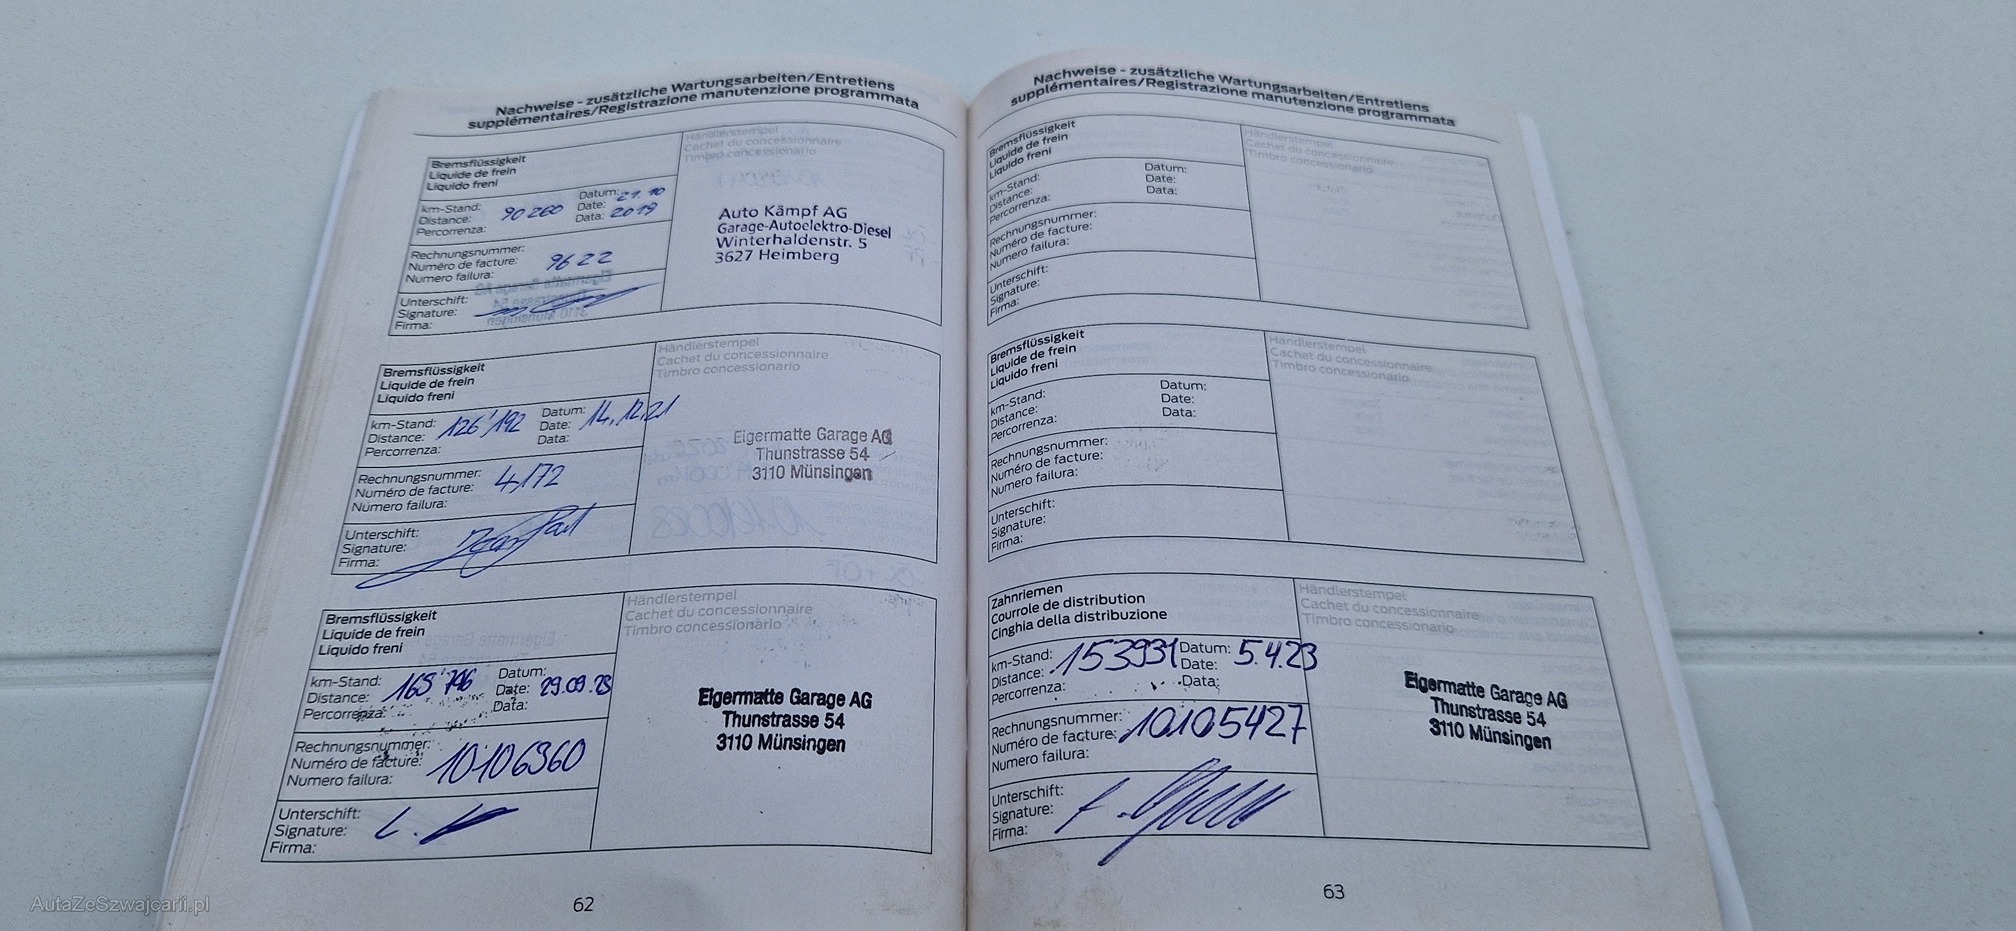 Nachweise - zusätzliche Wartungsarbeiten/Entretiens
supplémentaires/Registrazione manutenzione programmata
Bremsflüssigkeit
Liquide de frein
Liquido freni
Händlerstempel
Cachet du concessionnaire
Timbro concessionario
km-Stand:
Distance:
Percorrenza:
90260
Datum: 21.10
Date: 2019
Data:
Rechnungsnummer:
Numéro de facture:
Numero failura:
9622
Unterschift:
Signature:
Firma:
Auto Kämpf AG
Garage-Autoelektro-Diesel
Winterhaldenstr. 5
3627 Heimberg
Bremsflüssigkeit
Liquide de frein
Liquido freni
Händlerstempel
Cachet du concessionnaire
Timbro concessionario
km-Stand:
Distance:
Percorrenza:
126'192
Datum:
Date: 14.12.21
Data:
Rechnungsnummer:
Numéro de facture:
Numero failura:
4172
Unterschift:
Signature:
Firma:
Eigermatte Garage AG
Thunstrasse 54
3110 Münsingen
Bremsflüssigkeit
Liquide de frein
Liquido freni
Händlerstempel
Cachet du concessionnaire
Timbro concessionario
km-Stand:
Distance:
Percorrenza:
165'796
Datum:
Date: 29.09.23
Data:
Rechnungsnummer:
Numéro de facture:
Numero failura:
10106960
Unterschift:
Signature:
Firma:
Eigermatte Garage AG
Thunstrasse 54
3110 Münsingen
62
Nachweise - zusätzliche Wartungsarbeiten/Entretiens
supplémentaires/Registrazione manutenzione programmata
Bremsflüssigkeit
Liquide de frein
Liquido freni
Händlerstempel
Cachet du concessionnaire
Timbro concessionario
km-Stand:
Distance:
Percorrenza:
Datum:
Date:
Data:
Rechnungsnummer:
Numéro de facture:
Numero failura:
Unterschift:
Signature:
Firma:
Bremsflüssigkeit
Liquide de frein
Liquido freni
Händlerstempel
Cachet du concessionnaire
Timbro concessionario
km-Stand:
Distance:
Percorrenza:
Datum:
Date:
Data:
Rechnungsnummer:
Numéro de facture:
Numero failura:
Unterschift:
Signature:
Firma:
Zahnriemen
Courrole de distribution
Cinghia della distribuzione
Händlerstempel
Cachet du concessionnaire
Timbro concessionario
km-Stand:
Distance:
Percorrenza:
153931
Datum:
Date: 5.4.23
Data:
Rechnungsnummer:
Numéro de facture:
Numero failura:
10105427
Unterschift:
Signature:
Firma:
Eigermatte Garage AG
Thunstrasse 54
3110 Münsingen
63
AutaZeSzwajcarii.pl